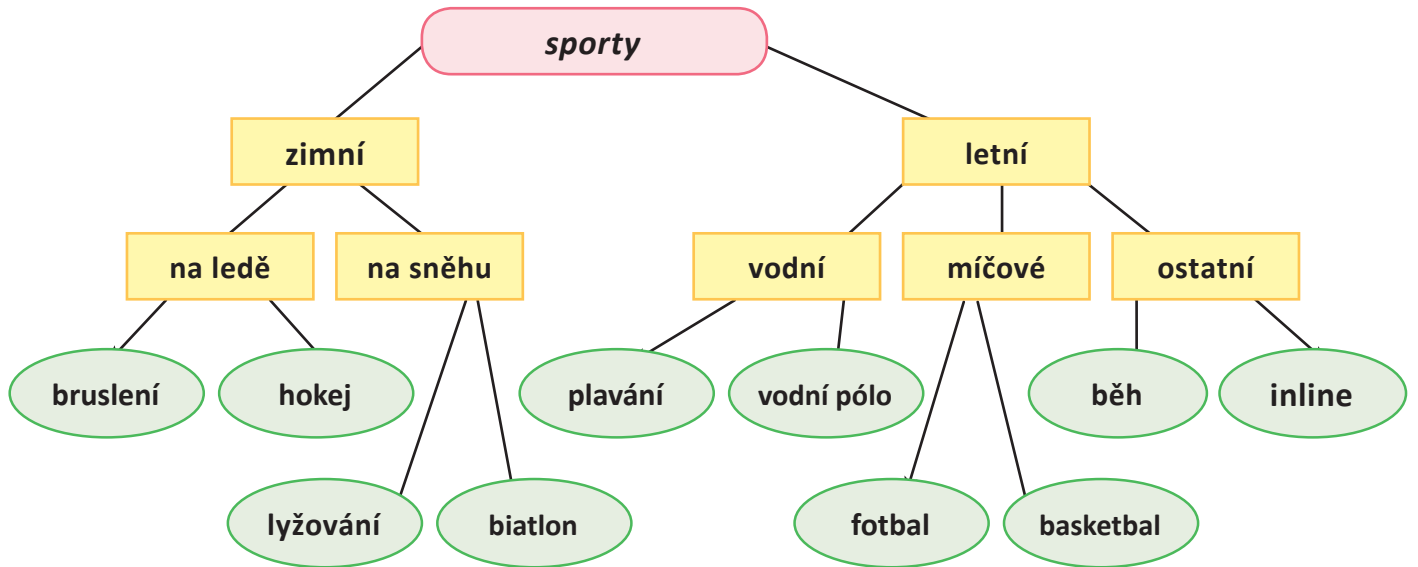 sporty
zimní
letní
na ledě
na sněhu
vodní
míčové
ostatní
bruslení
hokej
plavání
vodní pólo
běh
inline
lyžování
biatlon
fotbal
basketbal